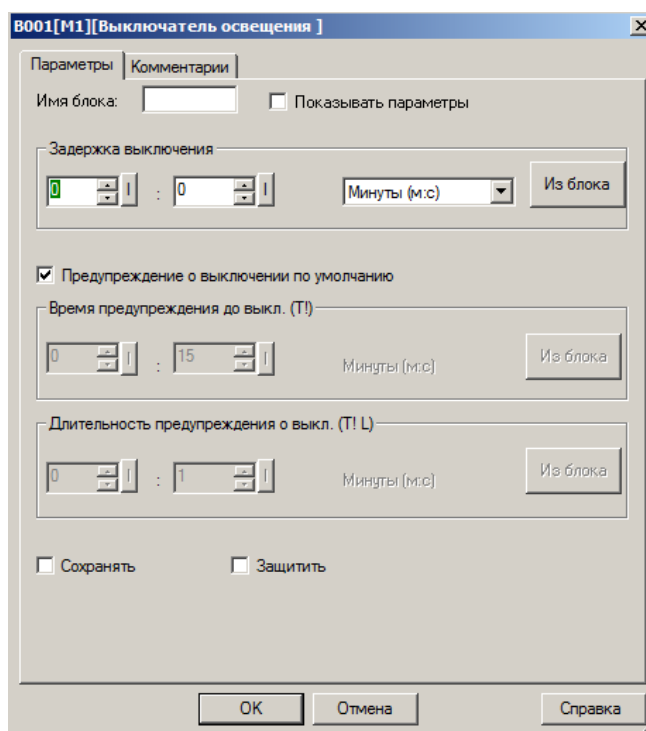 B001[M1][Выключатель освещения ]
Параметры Комментарии
Имя блока: Показывать параметры
Задержка выключения
0 : 0 Минуты (м:с) Из блока
Предупреждение о выключении по умолчанию
Время предупреждения до выкл. (T!)
0 : 15 Минуты (м:с) Из блока
Длительность предупреждения о выкл. (T! L)
0 : 1 Минуты (м:с) Из блока
Сохранять Защитить
OK Отмена Справка